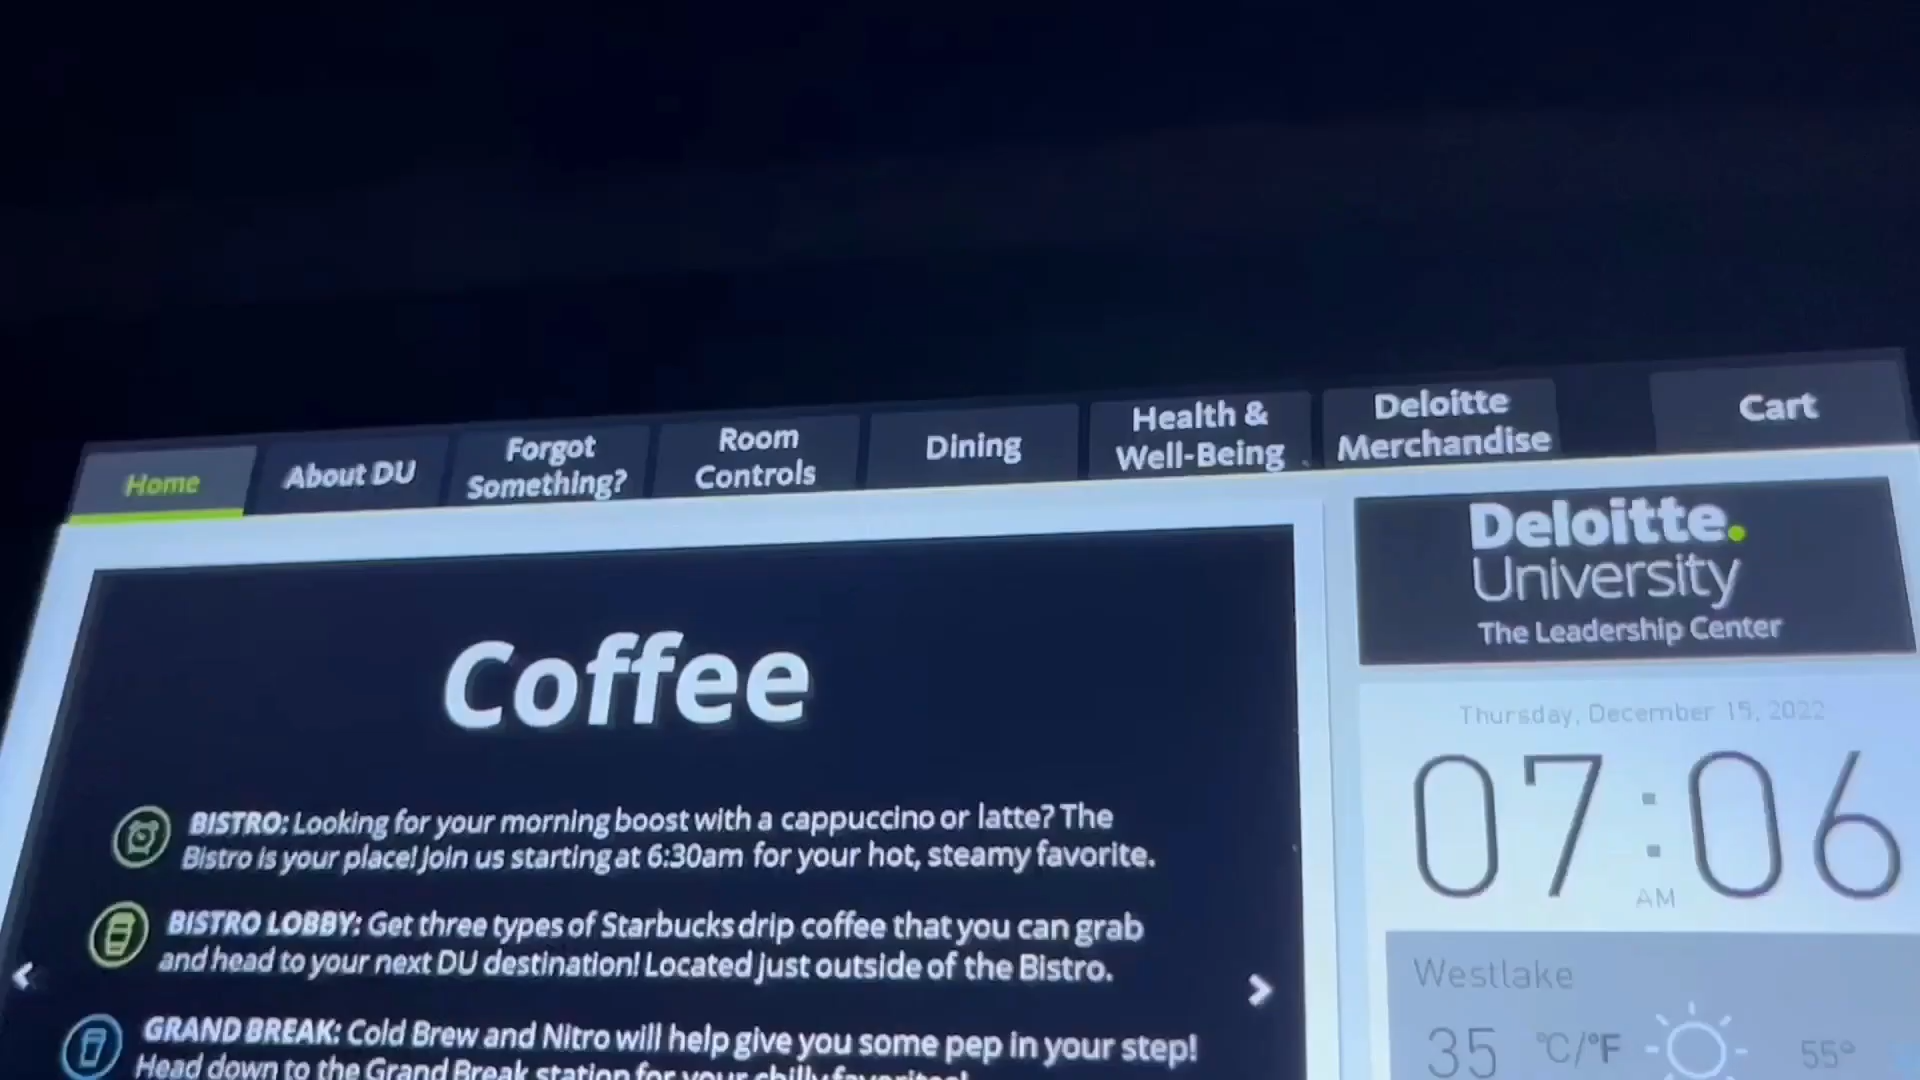 Home
About DU
Forgot
Something?
Room
Controls
Dining
Health &
Well-Being
Deloitte
Merchandise
Cart
Coffee
BISTRO: Looking for your morning boost with a cappuccino or latte? The
Bistro is your place! Join us starting at 6:30am for your hot, steamy favorite.
BISTRO LOBBY: Get three types of Starbucks drip coffee that you can grab
and head to your next DU destination! Located just outside of the Bistro.
GRAND BREAK: Cold Brew and Nitro will help give you some pep in your step!
Head down to the Grand Break station for your chilly favorites!
Deloitte.
University
The Leadership Center
Thursday, December 15, 2022
07:06
AM
Westlake
35 °C/°F 55°